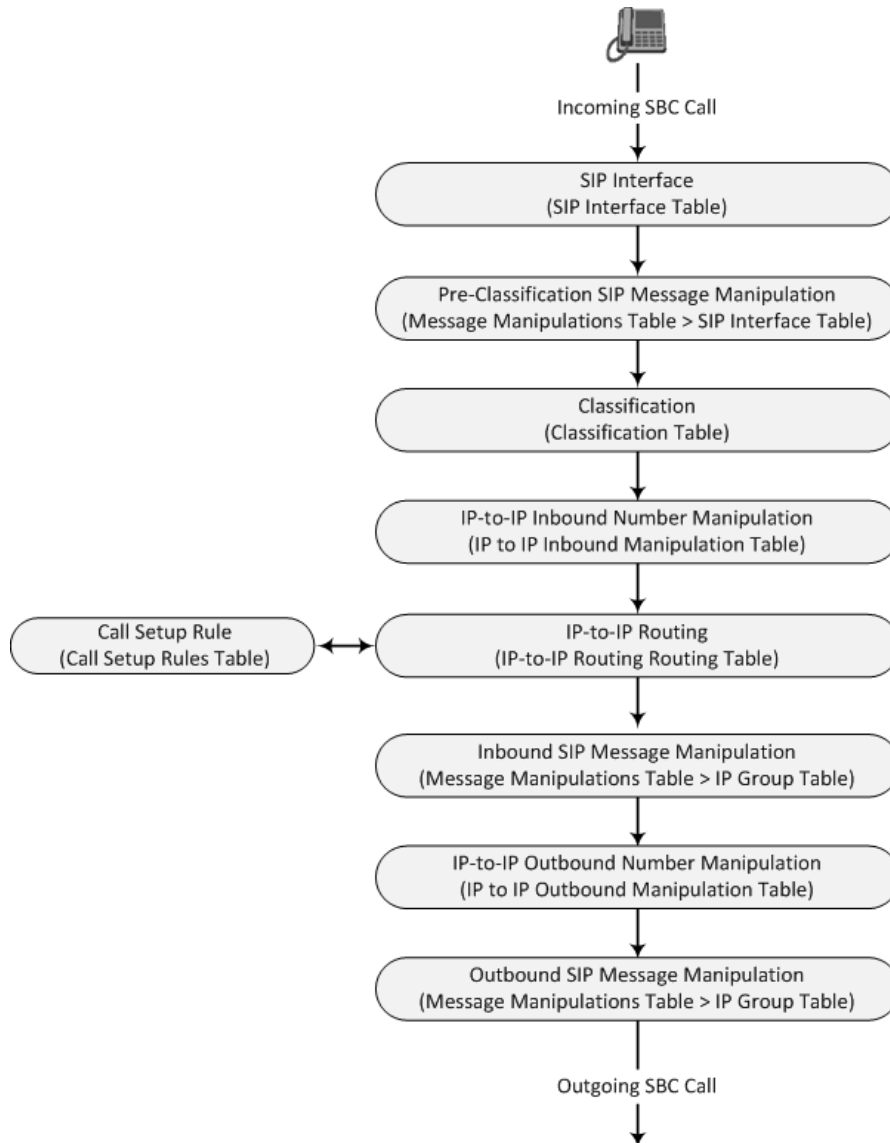 Incoming SBC Call
SIP Interface
(SIP Interface Table)
Pre-Classification SIP Message Manipulation
(Message Manipulations Table > SIP Interface Table)
Classification
(Classification Table)
IP-to-IP Inbound Number Manipulation
(IP to IP Inbound Manipulation Table)
Call Setup Rule
(Call Setup Rules Table)
IP-to-IP Routing
(IP-to-IP Routing Routing Table)
Inbound SIP Message Manipulation
(Message Manipulations Table > IP Group Table)
IP-to-IP Outbound Number Manipulation
(IP to IP Outbound Manipulation Table)
Outbound SIP Message Manipulation
(Message Manipulations Table > IP Group Table)
Outgoing SBC Call